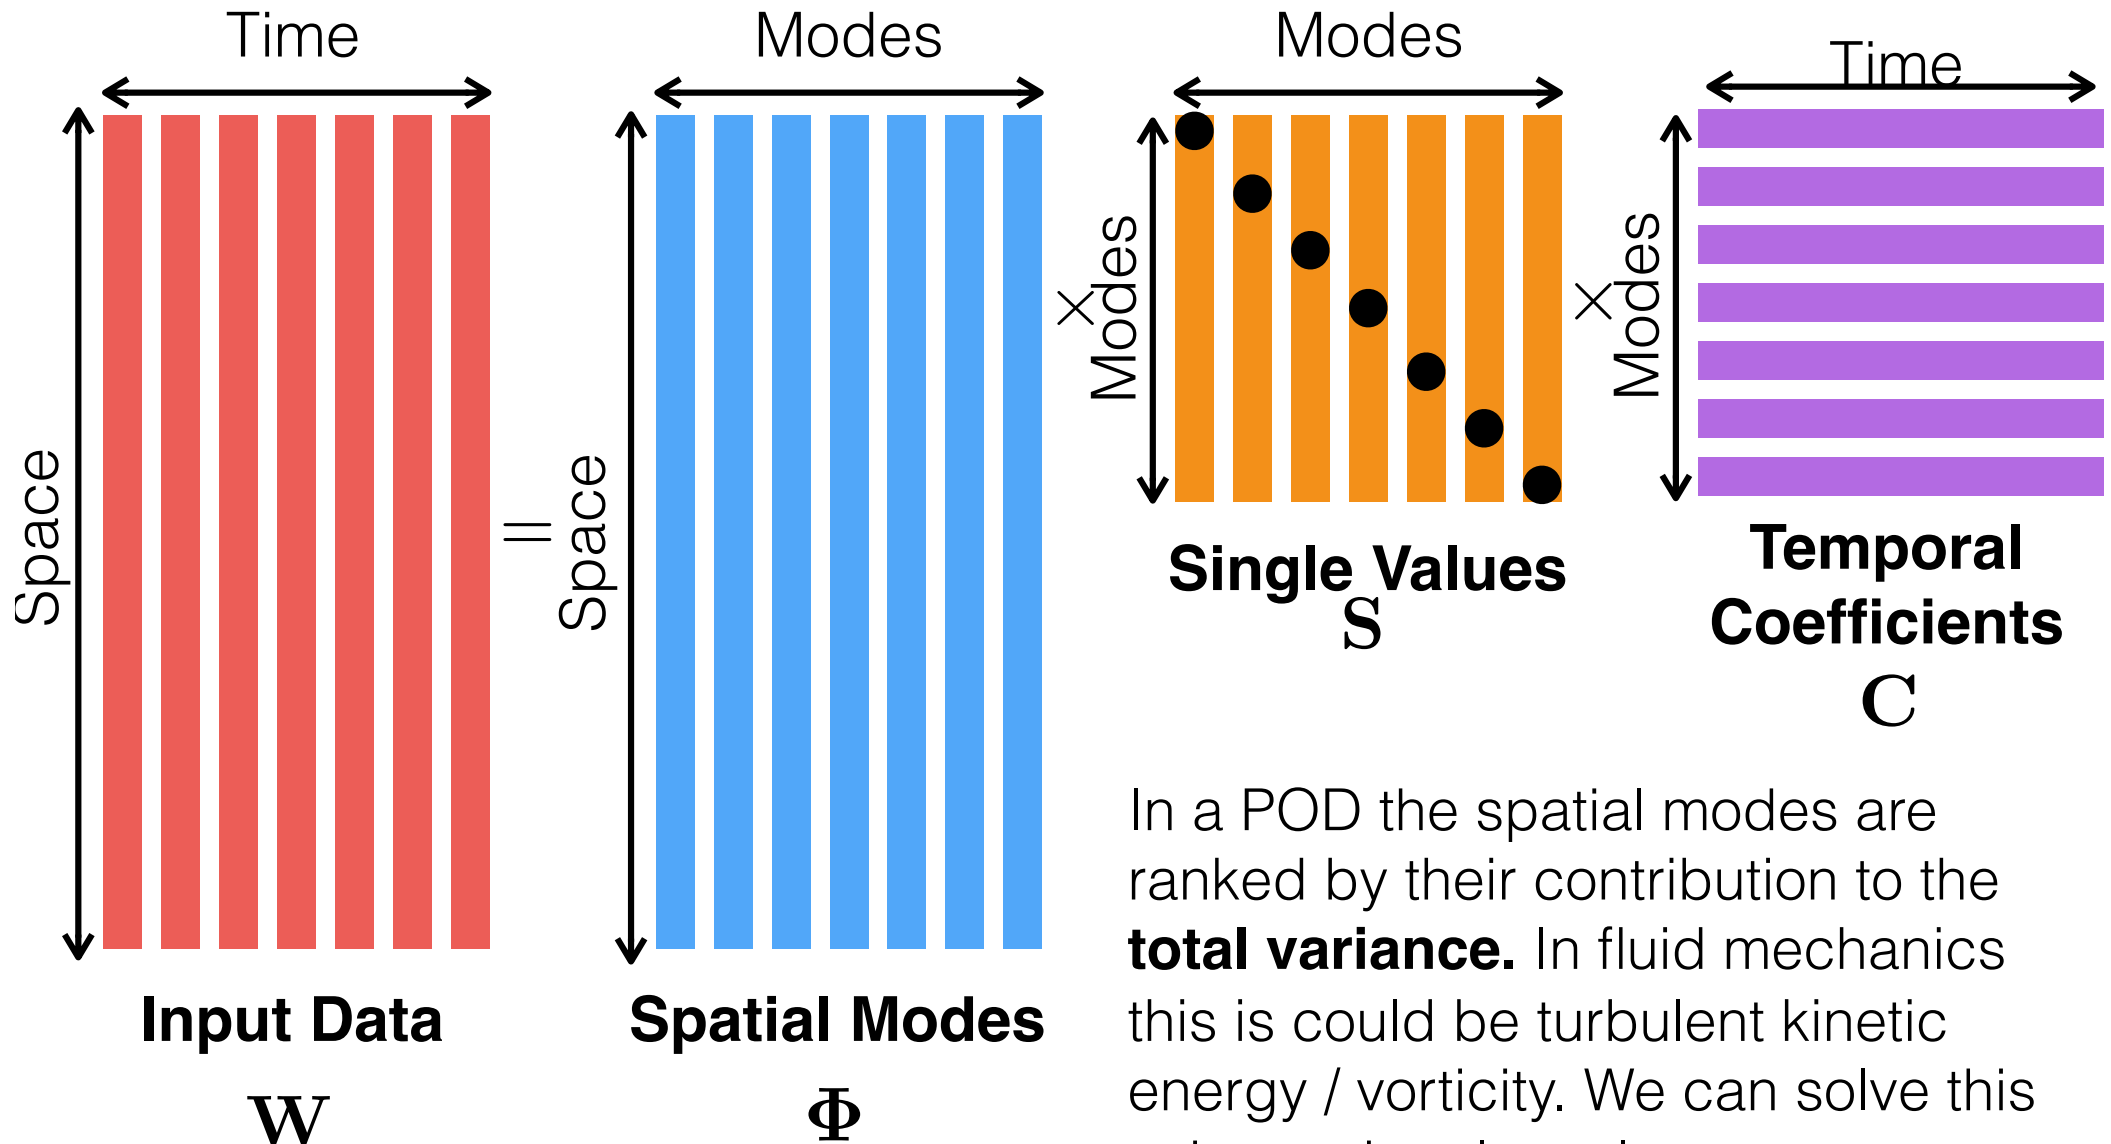 Time
Modes
Modes
Time
Space
=
Space
×
Modes
×
Modes
Single Values
S
Temporal
Coefficients
C
Input Data
W
Spatial Modes
Φ
In a POD the spatial modes are
ranked by their contribution to the
total variance. In fluid mechanics
this is could be turbulent kinetic
energy / vorticity. We can solve this